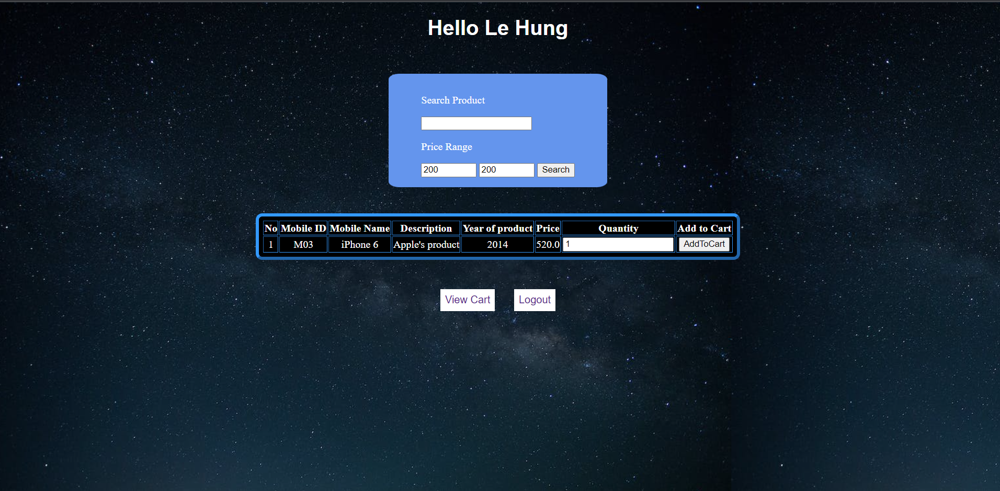 Hello Le Hung
Search Product
Price Range
200 200 Search
No Mobile ID Mobile Name Description Year of product Price Quantity Add to Cart
1 M03 iPhone 6 Apple's product 2014 520.0 1 AddToCart
View Cart Logout